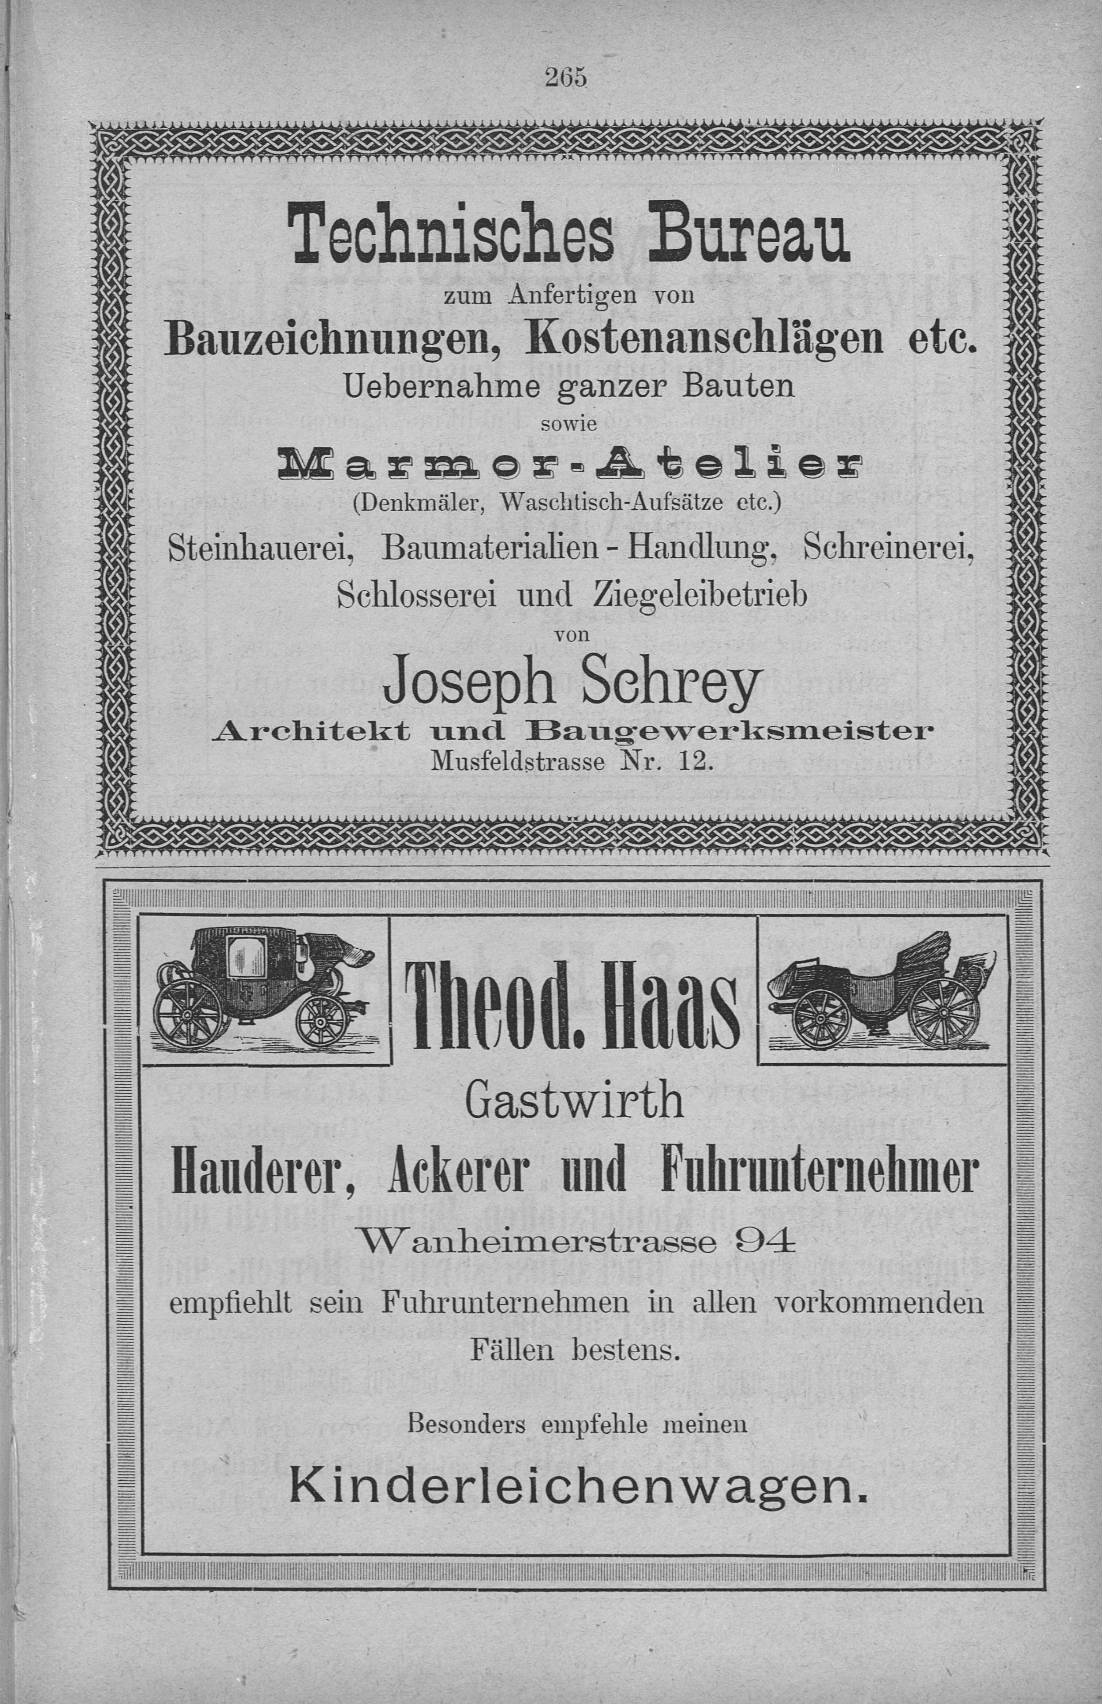 265
Technisches Bureau
zum Anfertigen von
Bauzeichnungen, Kostenanschlägen etc.
Uebernahme ganzer Bauten
sowie
Marmor-Atelier
(Denkmäler, Waschtisch-Aufsätze etc.)
Steinhauerei, Baumaterialien - Handlung, Schreinerei,
Schlosserei und Ziegeleibetrieb
von
Joseph Schrey
Architekt und Baugewerksmeister
Musfeldstrasse Nr. 12.
Theod. Haas
Gastwirth
Hauderer, Ackerer und Fuhrunternehmer
Wanheimerstrasse 94
empfiehlt sein Fuhrunternehmen in allen vorkommenden
Fällen bestens.
Besonders empfehle meinen
Kinderleichenwagen.